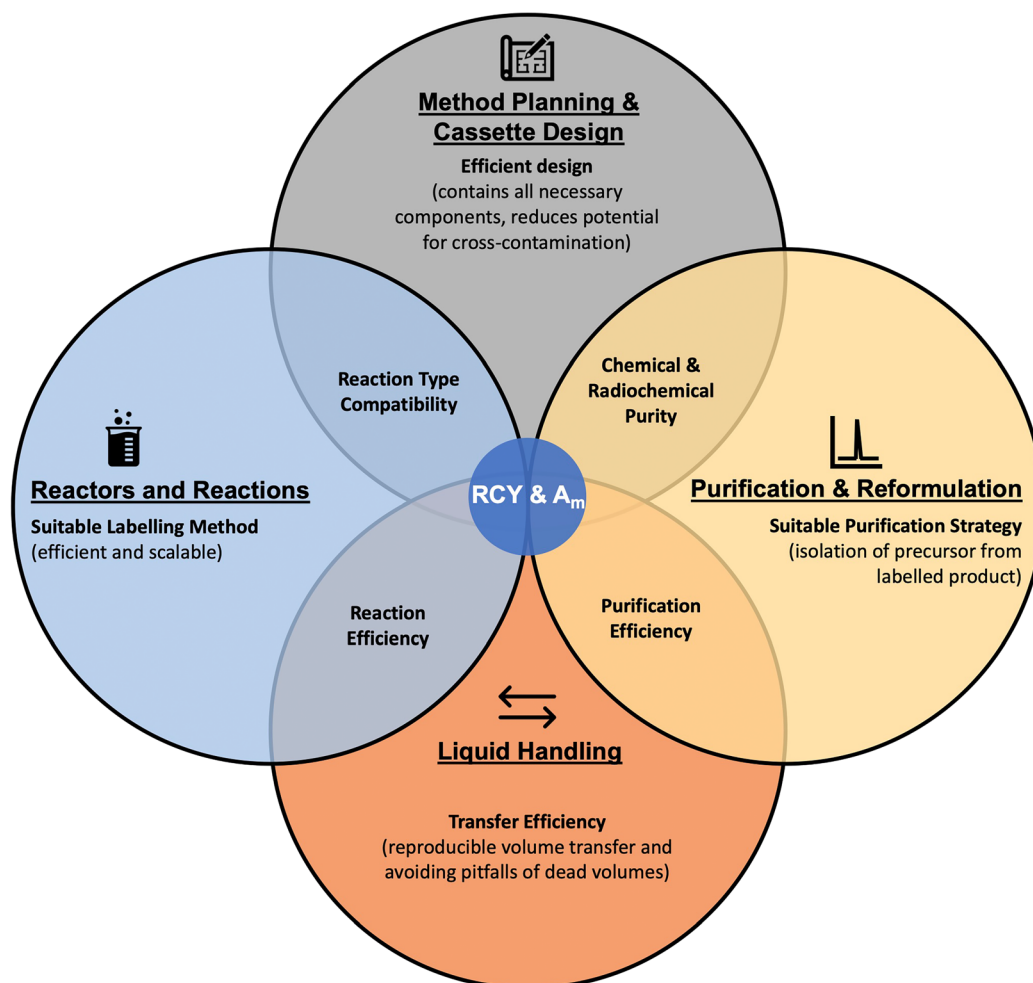 Method Planning &
Cassette Design
Efficient design
(contains all necessary
components, reduces potential
for cross-contamination)
Reaction Type
Compatibility
Chemical &
Radiochemical
Purity
Reactors and Reactions
Suitable Labelling Method
(efficient and scalable)
RCY & Am
Purification & Reformulation
Suitable Purification Strategy
(isolation of precursor from
labelled product)
Reaction
Efficiency
Purification
Efficiency
Liquid Handling
Transfer Efficiency
(reproducible volume transfer and
avoiding pitfalls of dead volumes)